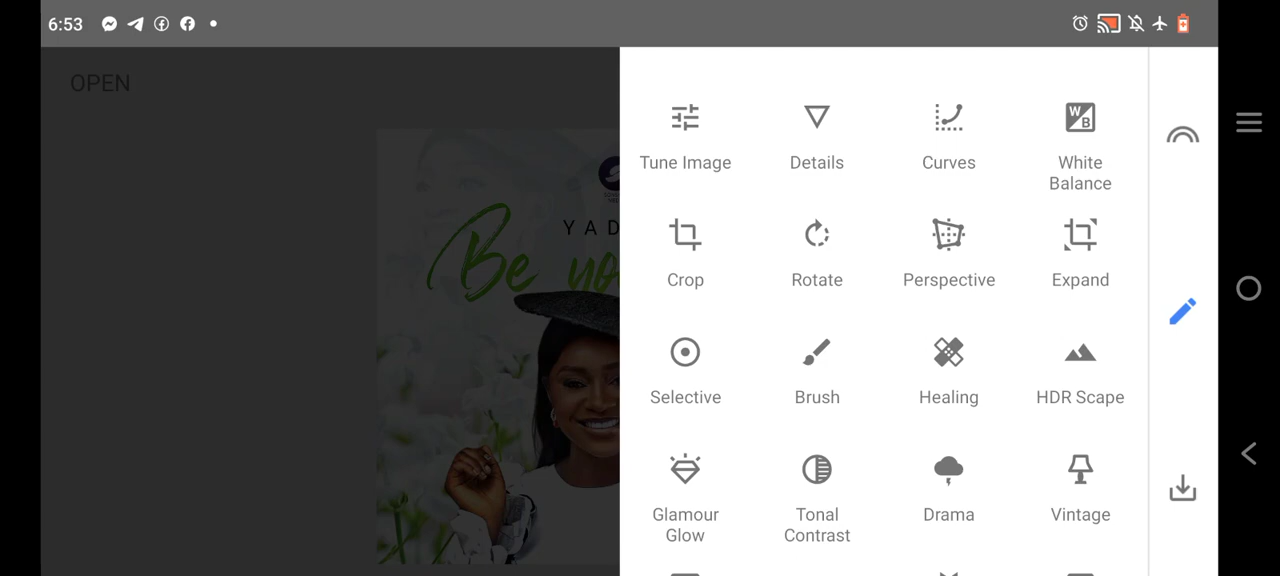 6:53
OPEN
YAD
Be yo
Tune Image
Details
Curves
W
B
White
Balance
Crop
Rotate
Perspective
Expand
Selective
Brush
Healing
HDR Scape
Glamour
Glow
Tonal
Contrast
Drama
Vintage